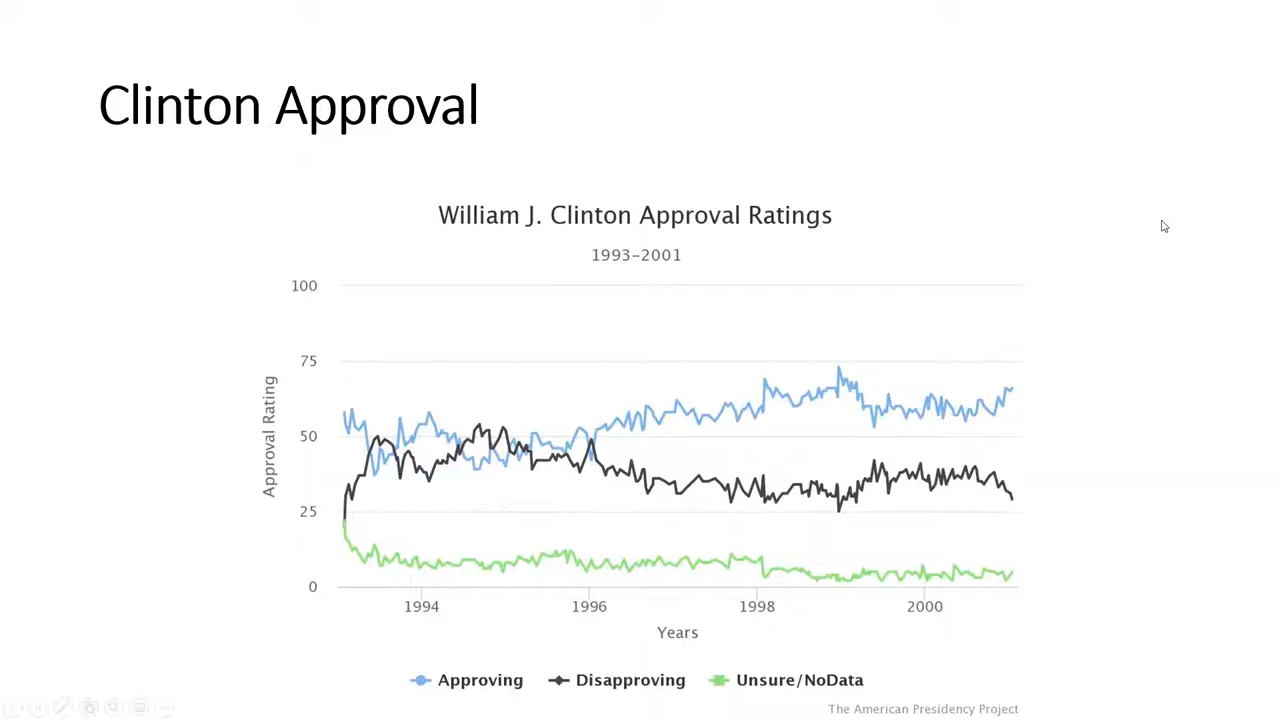 Clinton Approval
William J. Clinton Approval Ratings
1993-2001
100
75
50
25
0
Approval Rating
1994 1996 1998 2000
Years
Approving Disapproving Unsure/NoData
The American Presidency Project